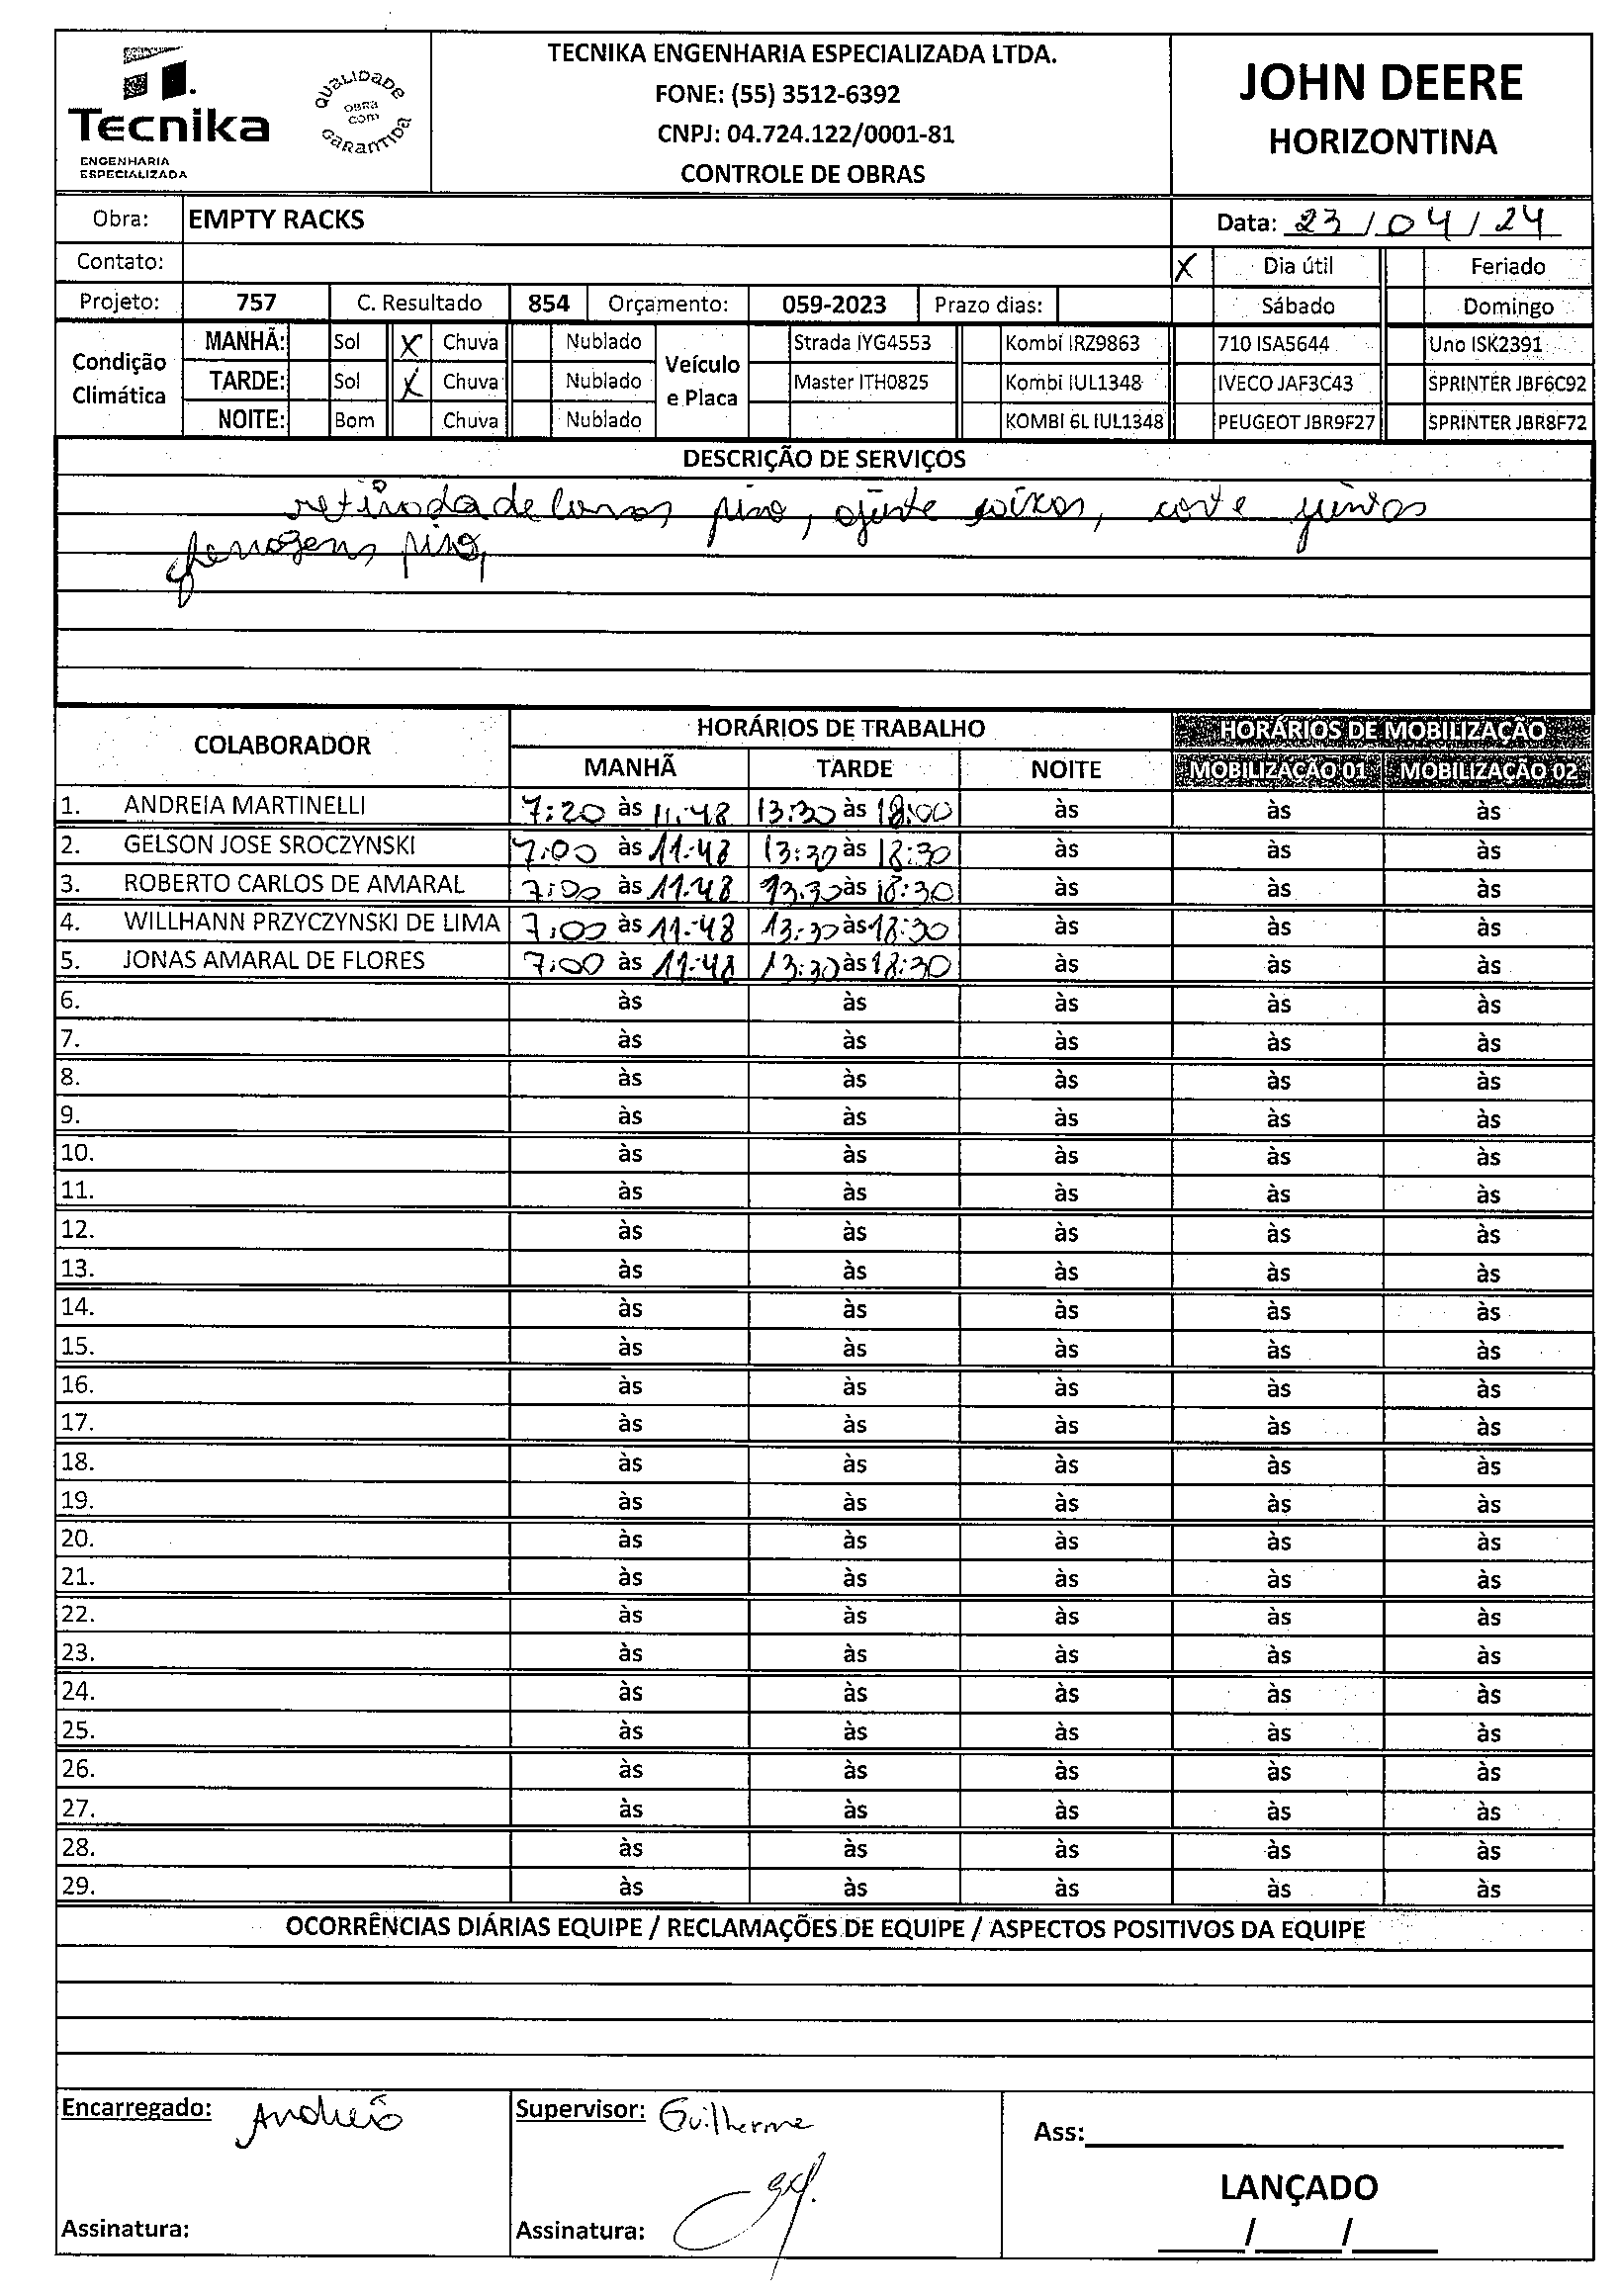 Tecnika
ENGENHARIA
ESPECIALIZADA
QUALIDADE
OBRA
COM
GARANTIDA
TECNIKA ENGENHARIA ESPECIALIZADA LTDA.
FONE: (55) 3512-6392
CNPJ: 04.724.122/0001-81
CONTROLE DE OBRAS
JOHN DEERE
HORIZONTINA
Obra: EMPTY RACKS Data: 23/04/24
Contato: X Dia útil Feriado
Projeto: 757 C. Resultado 854 Orçamento: 059-2023 Prazo dias: Sábado Domingo
Condição Climática
MANHÃ: Sol X Chuva Nublado
TARDE: Sol X Chuva Nublado
NOITE: Bom Chuva Nublado
Veículo e Placa
Strada IYG4553 Kombi IRZ9863 710 ISA5644 Uno ISK2391
Master ITH0825 Kombi IUL1348 IVECO JAF3C43 SPRINTER JBF6C92
KOMBI 6L IUL1348 PEUGEOT JBR9F27 SPRINTER JBR8F72
DESCRIÇÃO DE SERVIÇOS
retirada de piso, ajuste caixas, corte juntas
ferragens piso,
COLABORADOR HORÁRIOS DE TRABALHO HORÁRIOS DE MOBILIZAÇÃO
MANHÃ TARDE NOITE MOBILIZAÇÃO 01 MOBILIZAÇÃO 02
1. ANDREIA MARTINELLI 7:20 às 11:48 13:30 às 18:00 às às às
2. GELSON JOSE SROCZYNSKI 7:00 às 11:48 13:30 às 18:30 às às às
3. ROBERTO CARLOS DE AMARAL 7:00 às 11:48 13:30 às 18:30 às às às
4. WILLHANN PRZYCZYNSKI DE LIMA 7:00 às 11:48 13:30 às 18:30 às às às
5. JONAS AMARAL DE FLORES 7:00 às 11:48 13:30 às 18:30 às às às
6. às às às às às
7. às às às às às
8. às às às às às
9. às às às às às
10. às às às às às
11. às às às às às
12. às às às às às
13. às às às às às
14. às às às às às
15. às às às às às
16. às às às às às
17. às às às às às
18. às às às às às
19. às às às às às
20. às às às às às
21. às às às às às
22. às às às às às
23. às às às às às
24. às às às às às
25. às às às às às
26. às às às às às
27. às às às às às
28. às às às às às
29. às às às às às
OCORRÊNCIAS DIÁRIAS EQUIPE / RECLAMAÇÕES DE EQUIPE / ASPECTOS POSITIVOS DA EQUIPE
Encarregado: Andreia Supervisor: Guilherme
Ass:
LANÇADO
Assinatura: Assinatura:
/ /